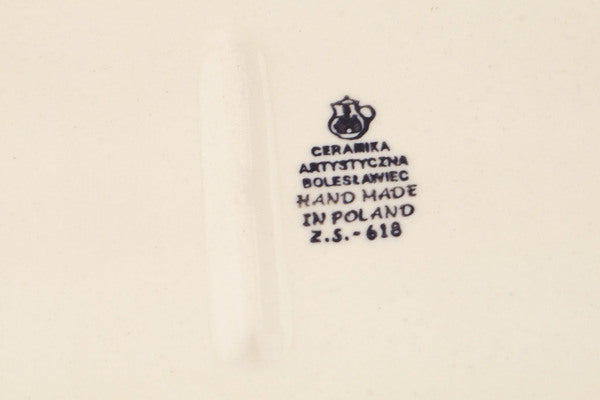 CERAMIKA
ARTYSTYCZNA
BOLESŁAWIEC
HAND MADE
IN POLAND
Z.S.-618